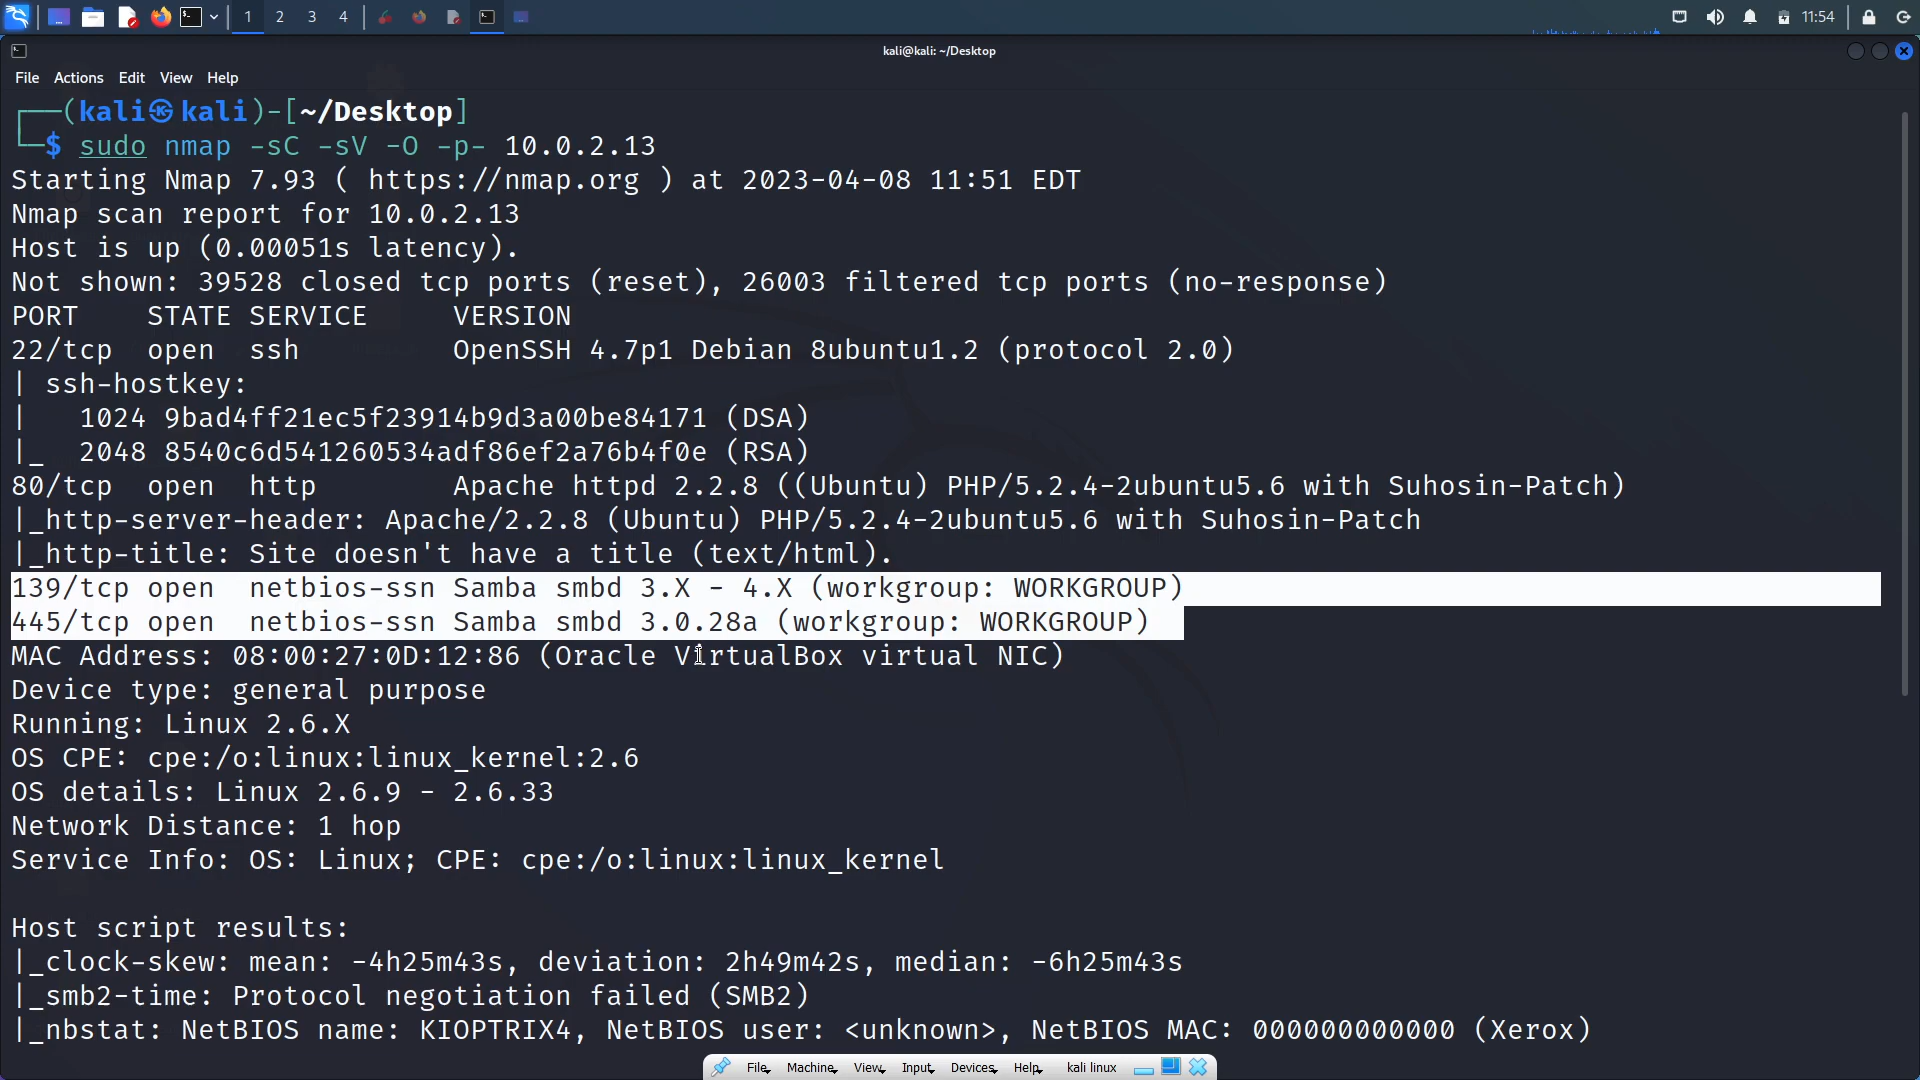 1 2 3 4 11:54
kali@kali: ~/Desktop
File Actions Edit View Help
┌──(kali㉿kali)-[~/Desktop]
└─$ sudo nmap -sC -sV -O -p- 10.0.2.13
Starting Nmap 7.93 ( https://nmap.org ) at 2023-04-08 11:51 EDT
Nmap scan report for 10.0.2.13
Host is up (0.00051s latency).
Not shown: 39528 closed tcp ports (reset), 26003 filtered tcp ports (no-response)
PORT    STATE SERVICE     VERSION
22/tcp  open  ssh         OpenSSH 4.7p1 Debian 8ubuntu1.2 (protocol 2.0)
| ssh-hostkey:
|   1024 9bad4ff21ec5f23914b9d3a00be84171 (DSA)
|_  2048 8540c6d541260534adf86ef2a76b4f0e (RSA)
80/tcp  open  http        Apache httpd 2.2.8 ((Ubuntu) PHP/5.2.4-2ubuntu5.6 with Suhosin-Patch)
|_http-server-header: Apache/2.2.8 (Ubuntu) PHP/5.2.4-2ubuntu5.6 with Suhosin-Patch
|_http-title: Site doesn't have a title (text/html).
139/tcp open  netbios-ssn Samba smbd 3.X - 4.X (workgroup: WORKGROUP)
445/tcp open  netbios-ssn Samba smbd 3.0.28a (workgroup: WORKGROUP)
MAC Address: 08:00:27:0D:12:86 (Oracle VirtualBox virtual NIC)
Device type: general purpose
Running: Linux 2.6.X
OS CPE: cpe:/o:linux:linux_kernel:2.6
OS details: Linux 2.6.9 - 2.6.33
Network Distance: 1 hop
Service Info: OS: Linux; CPE: cpe:/o:linux:linux_kernel
Host script results:
|_clock-skew: mean: -4h25m43s, deviation: 2h49m42s, median: -6h25m43s
|_smb2-time: Protocol negotiation failed (SMB2)
|_nbstat: NetBIOS name: KIOPTRIX4, NetBIOS user: <unknown>, NetBIOS MAC: 000000000000 (Xerox)
File Machine View Input Devices Help kali linux